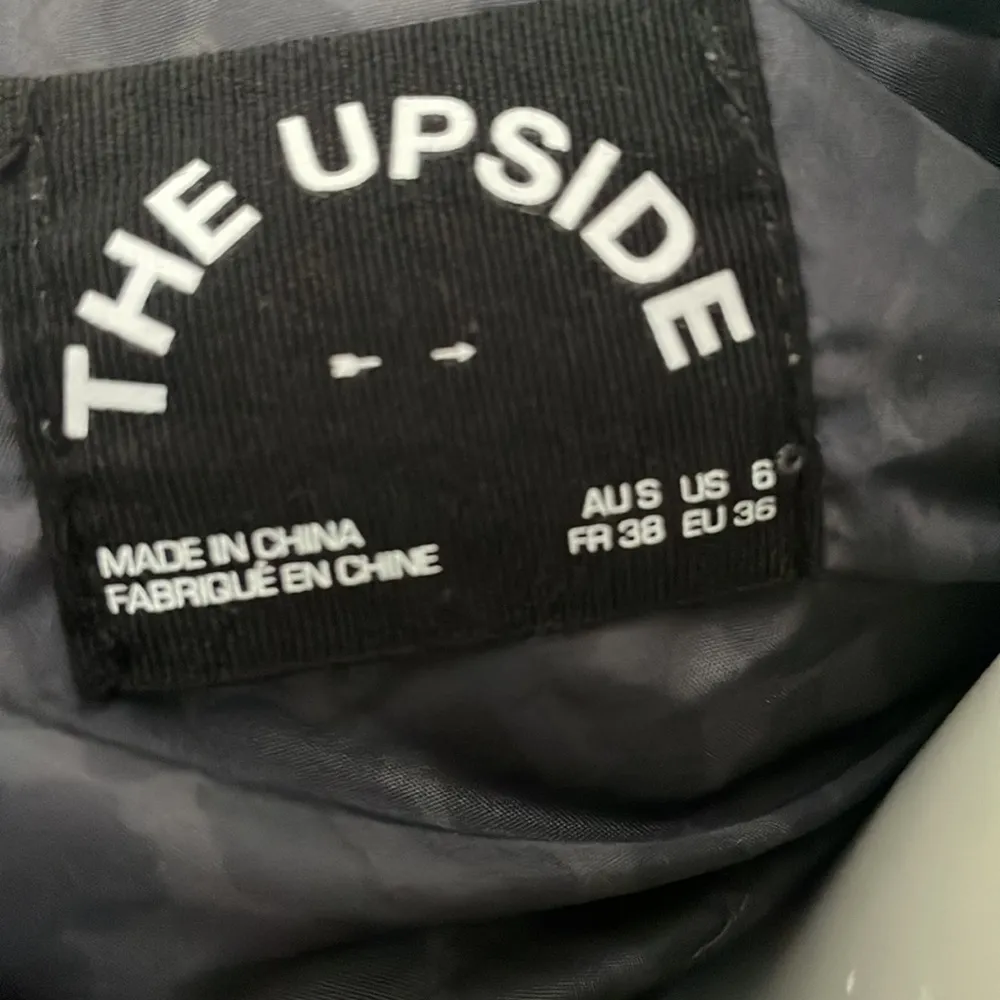 THE UPSIDE
MADE IN CHINA
FABRIQUÉ EN CHINE
AU S US 6
FR 38 EU 36